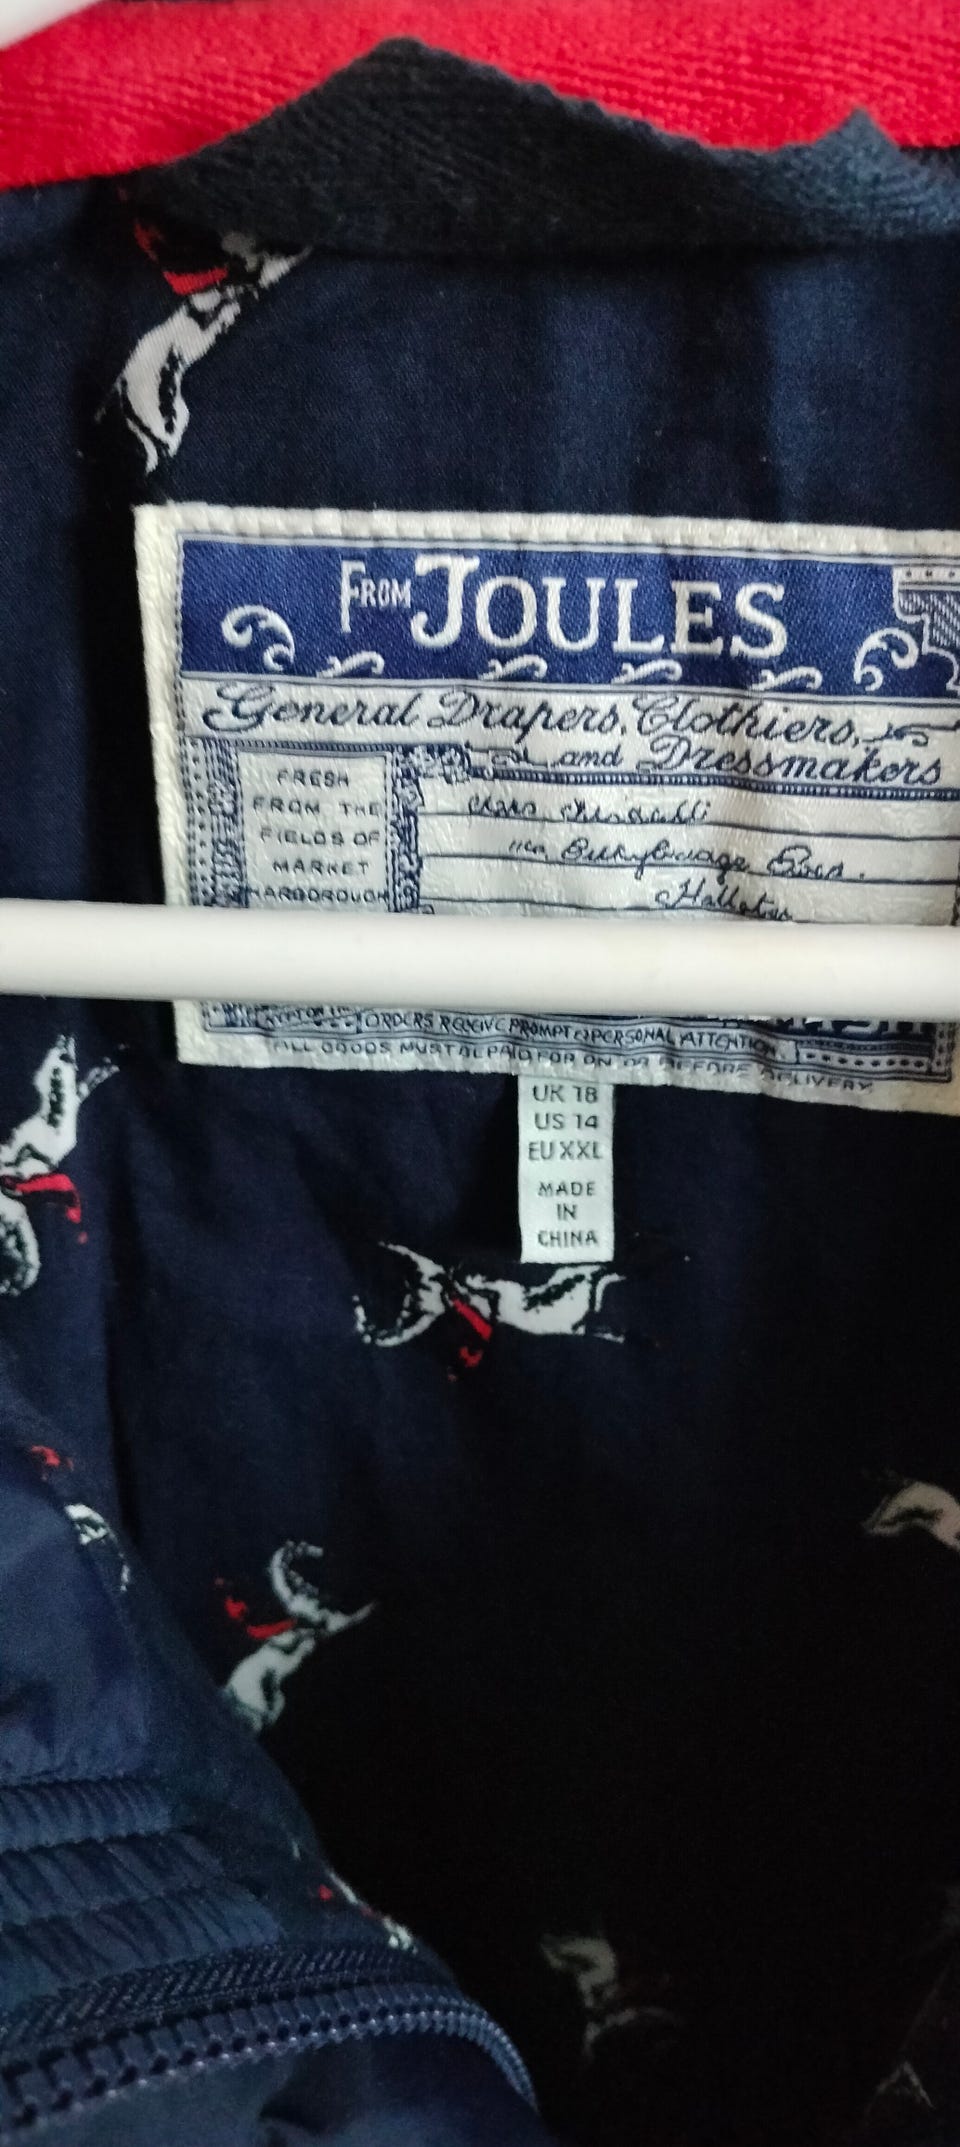 FROM JOULES
General Drapers, Clothiers,
and Dressmakers
FRESH
FROM THE
FIELDS OF
MARKET
HARBOROUGH
ORDERS RECEIVE PROMPT & PERSONAL ATTENTION
ALL GOODS MUST BE PAID FOR ON OR BEFORE DELIVERY
UK 18
US 14
EU XXL
MADE
IN
CHINA